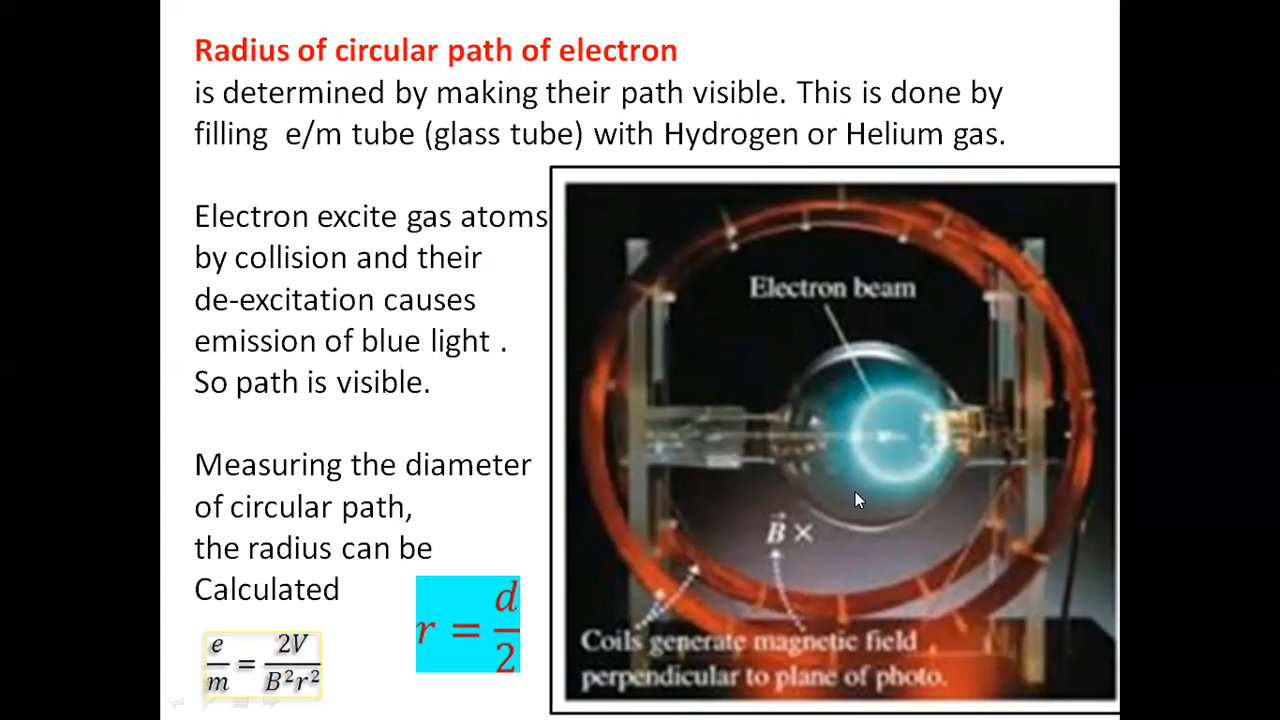 Radius of circular path of electron
is determined by making their path visible. This is done by
filling e/m tube (glass tube) with Hydrogen or Helium gas.
Electron excite gas atoms
by collision and their
de-excitation causes
emission of blue light .
So path is visible.
Measuring the diameter
of circular path,
the radius can be
Calculated
r = d/2
e/m = 2V/B²r²
Electron beam
B⃗ ×
Coils generate magnetic field
perpendicular to plane of photo.